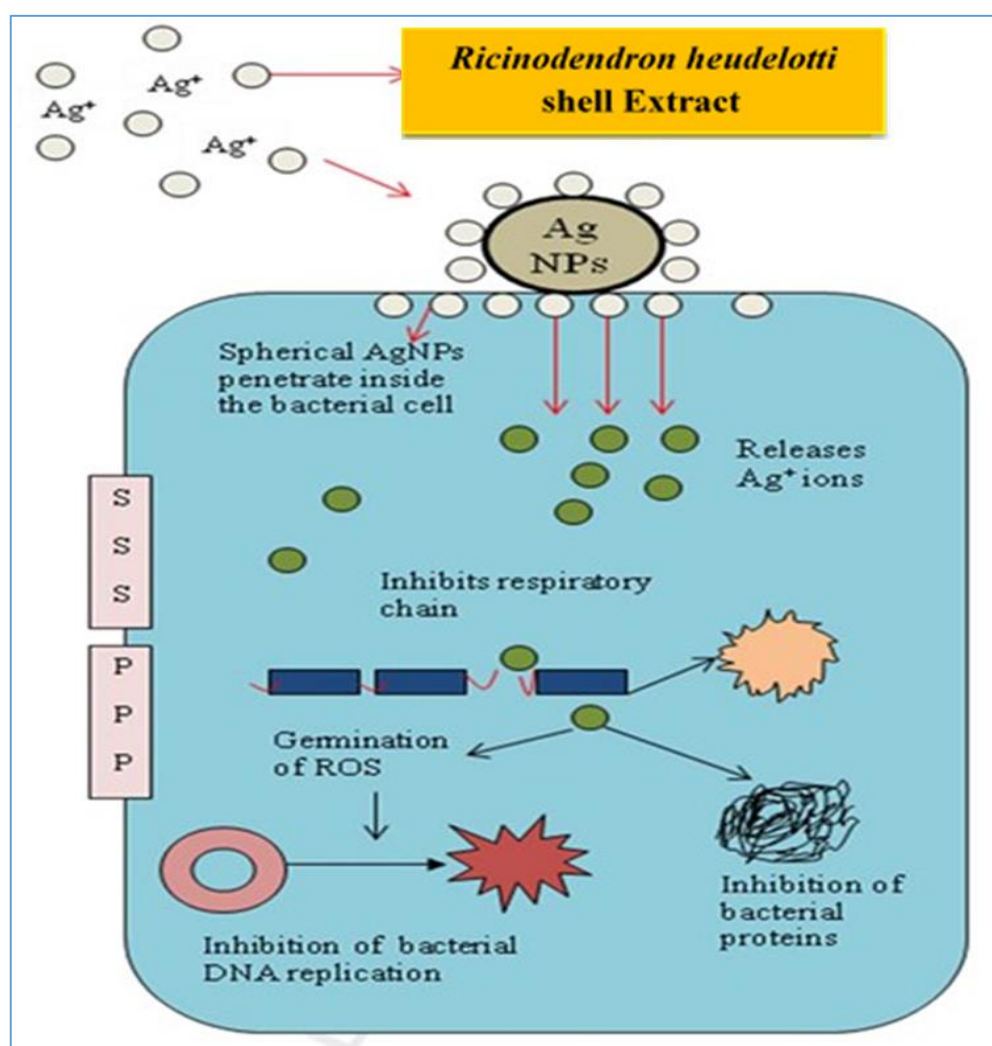 Ricinodendron heudelotti
shell Extract
Ag⁺
Ag⁺
Ag⁺
Ag
NPs
Spherical AgNPs
penetrate inside
the bacterial cell
Releases
Ag⁺ ions
S
S
S
Inhibits respiratory
chain
P
P
P
Germination
of ROS
Inhibition of
bacterial
proteins
Inhibition of bacterial
DNA replication